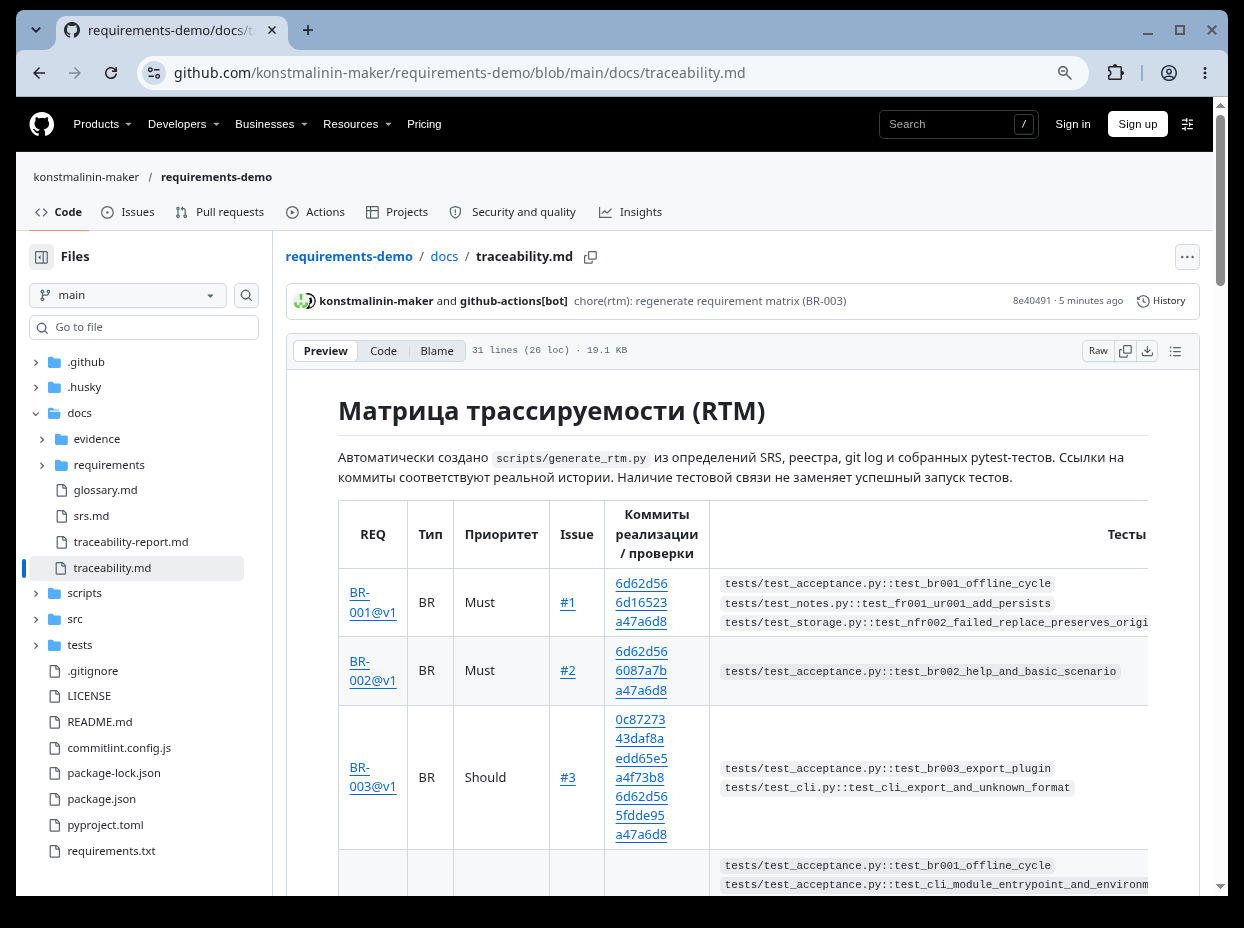 requirements-demo/docs/t
github.com/konstmalinin-maker/requirements-demo/blob/main/docs/traceability.md
Products Developers Businesses Resources Pricing Search / Sign in Sign up
konstmalinin-maker / requirements-demo
Code Issues Pull requests Actions Projects Security and quality Insights
Files
main
Go to file
.github
.husky
docs
evidence
requirements
glossary.md
srs.md
traceability-report.md
traceability.md
scripts
src
tests
.gitignore
LICENSE
README.md
commitlint.config.js
package-lock.json
package.json
pyproject.toml
requirements.txt
requirements-demo / docs / traceability.md
konstmalinin-maker and github-actions[bot] chore(rtm): regenerate requirement matrix (BR-003) 8e40491 · 5 minutes ago History
Preview Code Blame 31 lines (26 loc) · 19.1 KB Raw
Матрица трассируемости (RTM)
Автоматически создано scripts/generate_rtm.py из определений SRS, реестра, git log и собранных pytest-тестов. Ссылки на
коммиты соответствуют реальной истории. Наличие тестовой связи не заменяет успешный запуск тестов.
REQ Тип Приоритет Issue Коммиты реализации / проверки Тесты
BR-001@v1 BR Must #1
6d62d56
6d16523
a47a6d8
tests/test_acceptance.py::test_br001_offline_cycle
tests/test_notes.py::test_fr001_ur001_add_persists
tests/test_storage.py::test_nfr002_failed_replace_preserves_origi
BR-002@v1 BR Must #2
6d62d56
6087a7b
a47a6d8
tests/test_acceptance.py::test_br002_help_and_basic_scenario
BR-003@v1 BR Should #3
0c87273
43daf8a
edd65e5
a4f73b8
6d62d56
5fdde95
a47a6d8
tests/test_acceptance.py::test_br003_export_plugin
tests/test_cli.py::test_cli_export_and_unknown_format
tests/test_acceptance.py::test_br001_offline_cycle
tests/test_acceptance.py::test_cli_module_entrypoint_and_environm